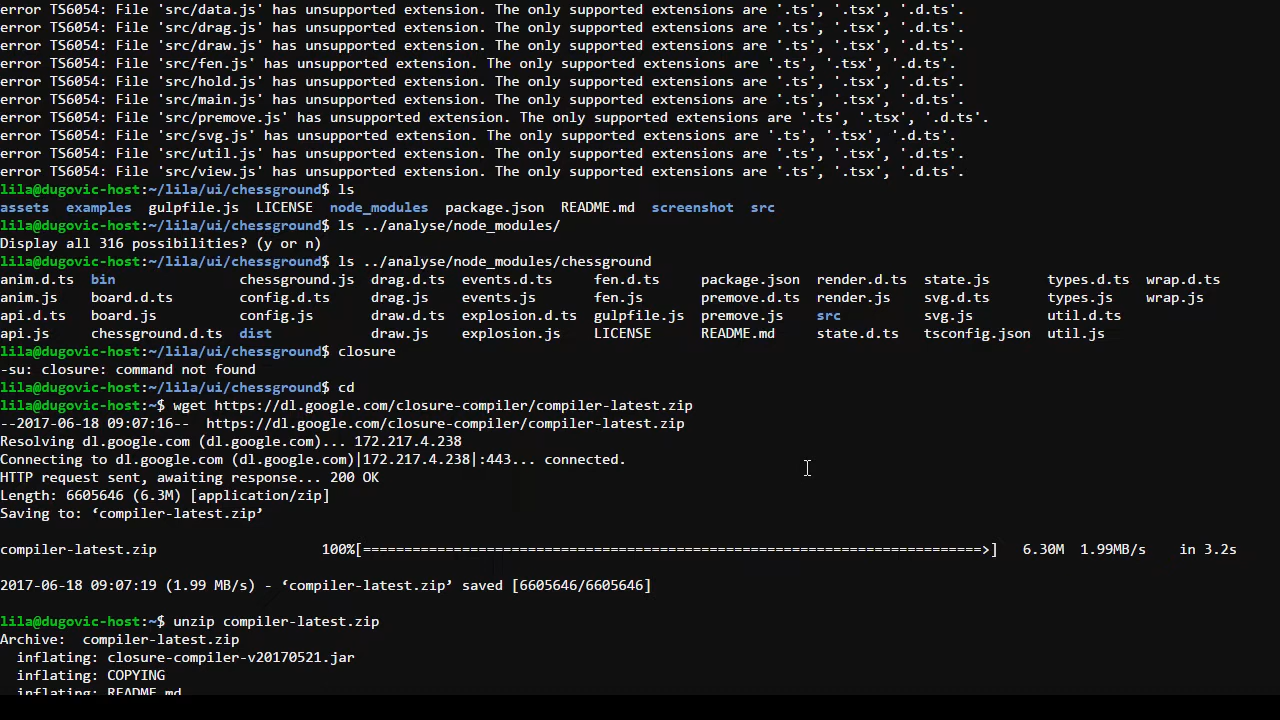 error TS6054: File 'src/data.js' has unsupported extension. The only supported extensions are '.ts', '.tsx', '.d.ts'.
error TS6054: File 'src/drag.js' has unsupported extension. The only supported extensions are '.ts', '.tsx', '.d.ts'.
error TS6054: File 'src/draw.js' has unsupported extension. The only supported extensions are '.ts', '.tsx', '.d.ts'.
error TS6054: File 'src/fen.js' has unsupported extension. The only supported extensions are '.ts', '.tsx', '.d.ts'.
error TS6054: File 'src/hold.js' has unsupported extension. The only supported extensions are '.ts', '.tsx', '.d.ts'.
error TS6054: File 'src/main.js' has unsupported extension. The only supported extensions are '.ts', '.tsx', '.d.ts'.
error TS6054: File 'src/premove.js' has unsupported extension. The only supported extensions are '.ts', '.tsx', '.d.ts'.
error TS6054: File 'src/svg.js' has unsupported extension. The only supported extensions are '.ts', '.tsx', '.d.ts'.
error TS6054: File 'src/util.js' has unsupported extension. The only supported extensions are '.ts', '.tsx', '.d.ts'.
error TS6054: File 'src/view.js' has unsupported extension. The only supported extensions are '.ts', '.tsx', '.d.ts'.
lila@dugovic-host:~/lila/ui/chessground$ ls
assets  examples  gulpfile.js  LICENSE  node_modules  package.json  README.md  screenshot  src
lila@dugovic-host:~/lila/ui/chessground$ ls ../analyse/node_modules/
Display all 316 possibilities? (y or n)
lila@dugovic-host:~/lila/ui/chessground$ ls ../analyse/node_modules/chessground
anim.d.ts  bin               chessground.js  drag.d.ts  events.d.ts     fen.d.ts     package.json  render.d.ts  state.js       types.d.ts  wrap.d.ts
anim.js    board.d.ts        config.d.ts     drag.js    events.js       fen.js       premove.d.ts  render.js    svg.d.ts       types.js    wrap.js
api.d.ts   board.js          config.js       draw.d.ts  explosion.d.ts  gulpfile.js  premove.js    src          svg.js         util.d.ts
api.js     chessground.d.ts  dist            draw.js    explosion.js    LICENSE      README.md     state.d.ts   tsconfig.json  util.js
lila@dugovic-host:~/lila/ui/chessground$ closure
-su: closure: command not found
lila@dugovic-host:~/lila/ui/chessground$ cd
lila@dugovic-host:~$ wget https://dl.google.com/closure-compiler/compiler-latest.zip
--2017-06-18 09:07:16--  https://dl.google.com/closure-compiler/compiler-latest.zip
Resolving dl.google.com (dl.google.com)... 172.217.4.238
Connecting to dl.google.com (dl.google.com)|172.217.4.238|:443... connected.
HTTP request sent, awaiting response... 200 OK
Length: 6605646 (6.3M) [application/zip]
Saving to: ‘compiler-latest.zip’
compiler-latest.zip                    100%[===========================================================================>]   6.30M  1.99MB/s    in 3.2s
2017-06-18 09:07:19 (1.99 MB/s) - ‘compiler-latest.zip’ saved [6605646/6605646]
lila@dugovic-host:~$ unzip compiler-latest.zip
Archive:  compiler-latest.zip
  inflating: closure-compiler-v20170521.jar
  inflating: COPYING
  inflating: README.md